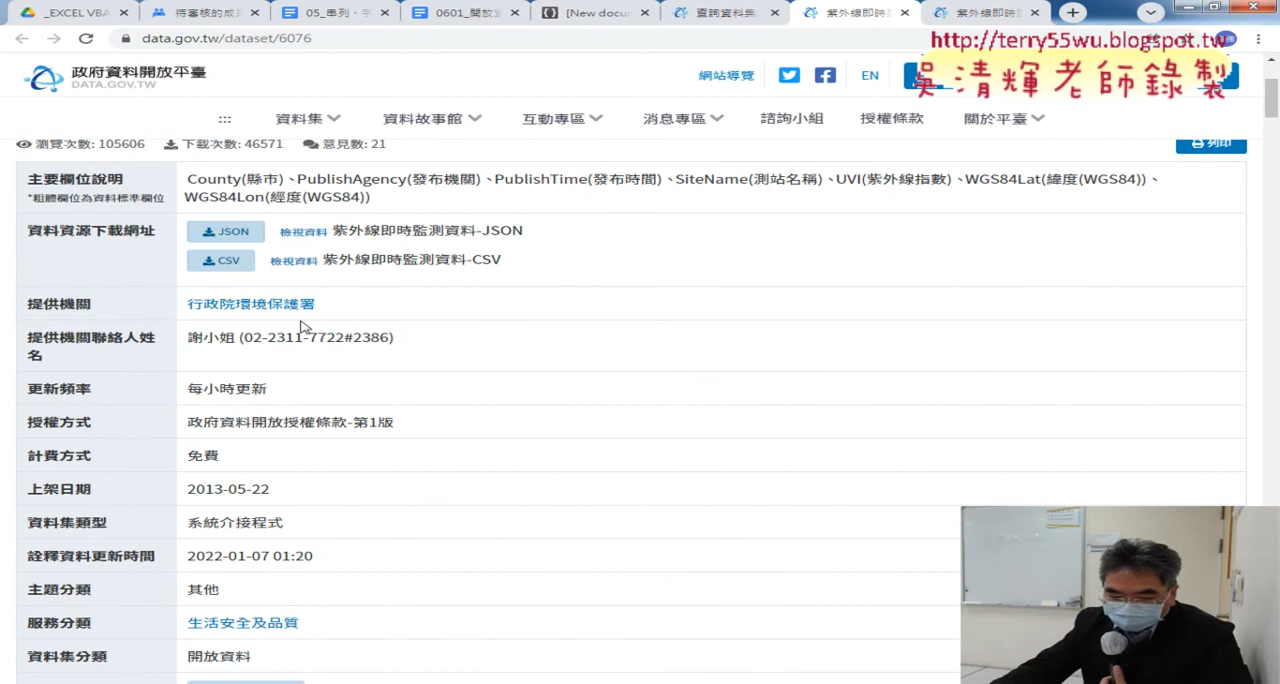 _EXCEL VBA
待審核的成
05_串列、
0601_開放
[New docu
查詢資料集
紫外線即時
紫外線即時
data.gov.tw/dataset/6076
http://terry55wu.blogspot.tw
吳清輝老師錄製
政府資料開放平臺
DATA.GOV.TW
網站導覽
EN
:::
資料集
資料故事館
互動專區
消息專區
諮詢小組
授權條款
關於平臺
瀏覽次數: 105606 下載次數: 46571 意見數: 21
列印
主要欄位說明
*粗體欄位為資料標準欄位
County(縣市)、PublishAgency(發布機關)、PublishTime(發布時間)、SiteName(測站名稱)、UVI(紫外線指數)、WGS84Lat(緯度(WGS84))、
WGS84Lon(經度(WGS84))
資料資源下載網址
JSON 檢視資料 紫外線即時監測資料-JSON
CSV 檢視資料 紫外線即時監測資料-CSV
提供機關 行政院環境保護署
提供機關聯絡人姓
名
謝小姐 (02-2311-7722#2386)
更新頻率 每小時更新
授權方式 政府資料開放授權條款-第1版
計費方式 免費
上架日期 2013-05-22
資料集類型 系統介接程式
詮釋資料更新時間 2022-01-07 01:20
主題分類 其他
服務分類 生活安全及品質
資料集分類 開放資料